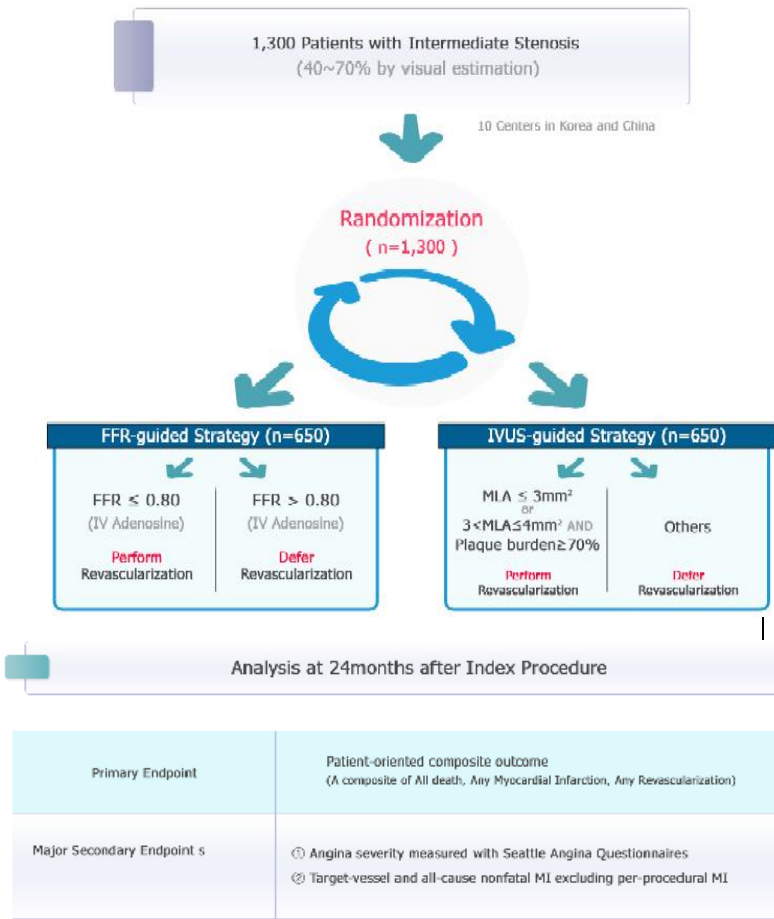 1,300 Patients with Intermediate Stenosis
(40~70% by visual estimation)
10 Centers in Korea and China
Randomization
( n=1,300 )
FFR-guided Strategy (n=650)
FFR ≤ 0.80
(IV Adenosine)
Perform
Revascularization
FFR > 0.80
(IV Adenosine)
Defer
Revascularization
IVUS-guided Strategy (n=650)
MLA ≤ 3mm²
or
3<MLA≤4mm² AND
Plaque burden≥70%
Perform
Revascularization
Others
Defer
Revascularization
Analysis at 24months after Index Procedure
Primary Endpoint
Patient-oriented composite outcome
(A composite of All death, Any Myocardial Infarction, Any Revascularization)
Major Secondary Endpoint s
① Angina severity measured with Seattle Angina Questionnaires
② Target-vessel and all-cause nonfatal MI excluding per-procedural MI